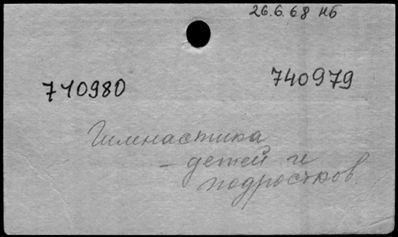 26.6.68 нб
740980 740979
Гимнастика
- детей и
подростков